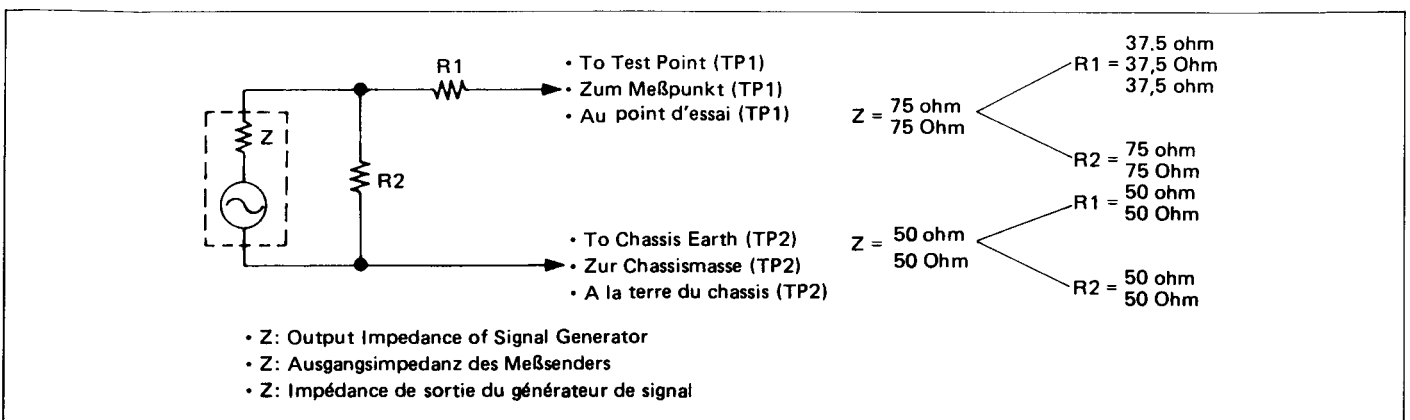 R1
• To Test Point (TP1)
• Zum Meßpunkt (TP1)
• Au point d'essai (TP1)
Z
R2
• To Chassis Earth (TP2)
• Zur Chassismasse (TP2)
• A la terre du chassis (TP2)
Z = 75 ohm
75 Ohm
R1 = 37.5 ohm
37,5 Ohm
37,5 ohm
R2 = 75 ohm
75 Ohm
Z = 50 ohm
50 Ohm
R1 = 50 ohm
50 Ohm
R2 = 50 ohm
50 Ohm
• Z: Output Impedance of Signal Generator
• Z: Ausgangsimpedanz des Meßsenders
• Z: Impédance de sortie du générateur de signal